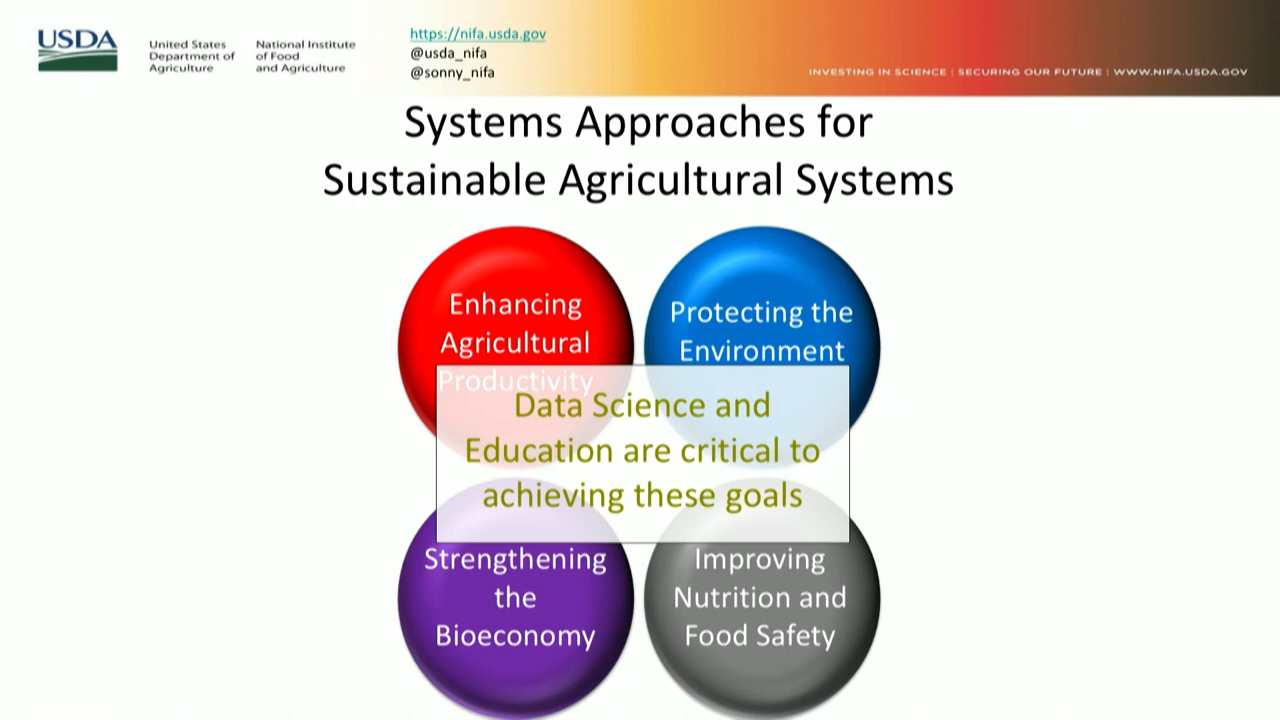 USDA
United States
Department of
Agriculture
National Institute
of Food
and Agriculture
https://nifa.usda.gov
@usda_nifa
@sonny_nifa
INVESTING IN SCIENCE | SECURING OUR FUTURE | WWW.NIFA.USDA.GOV
Systems Approaches for
Sustainable Agricultural Systems
Enhancing
Agricultural
Productivity
Protecting the
Environment
Data Science and
Education are critical to
achieving these goals
Strengthening
the
Bioeconomy
Improving
Nutrition and
Food Safety